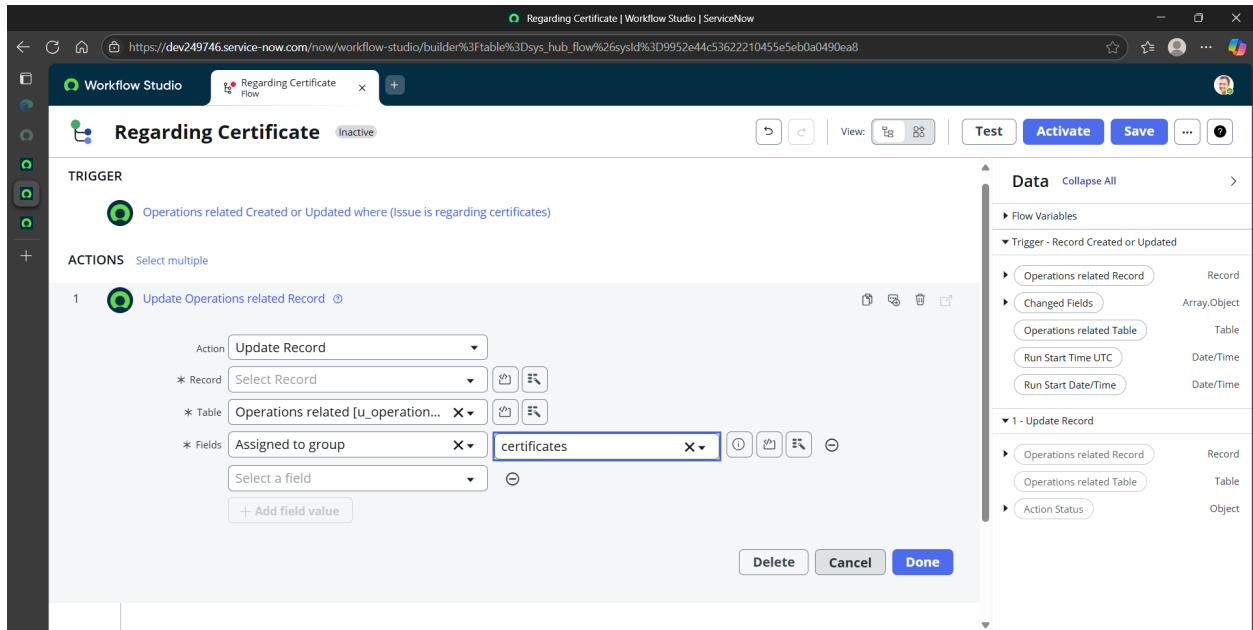 Regarding Certificate | Workflow Studio | ServiceNow
https://dev249746.service-now.com/now/workflow-studio/builder%3Ftable%3Dsys_hub_flow%26sysId%3D9952e44c53622210455e5eb0a0490ea8
Workflow Studio
Regarding Certificate
Flow
Regarding Certificate
Inactive
View:
Test
Activate
Save
TRIGGER
Operations related Created or Updated where (Issue is regarding certificates)
ACTIONS Select multiple
1 Update Operations related Record
Action Update Record
* Record Select Record
* Table Operations related [u_operation...
* Fields Assigned to group certificates
Select a field
+ Add field value
Delete Cancel Done
Data Collapse All
Flow Variables
Trigger - Record Created or Updated
Operations related Record Record
Changed Fields Array.Object
Operations related Table Table
Run Start Time UTC Date/Time
Run Start Date/Time Date/Time
1 - Update Record
Operations related Record Record
Operations related Table Table
Action Status Object